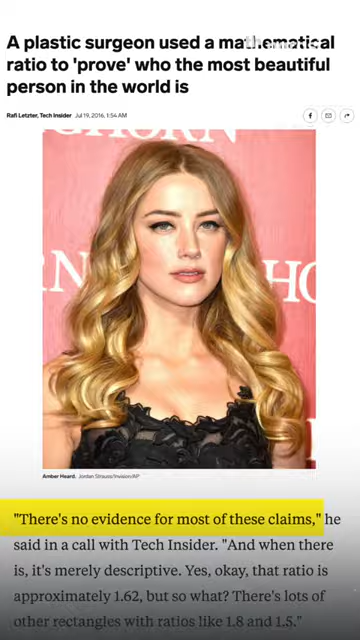 A plastic surgeon used a mathematical
ratio to 'prove' who the most beautiful
person in the world is
Rafi Letzter, Tech Insider Jul 19, 2016, 1:54 AM
GHORN
RN
HO
Amber Heard. Jordan Strauss/Invision/AP
"There's no evidence for most of these claims," he
said in a call with Tech Insider. "And when there
is, it's merely descriptive. Yes, okay, that ratio is
approximately 1.62, but so what? There's lots of
other rectangles with ratios like 1.8 and 1.5."